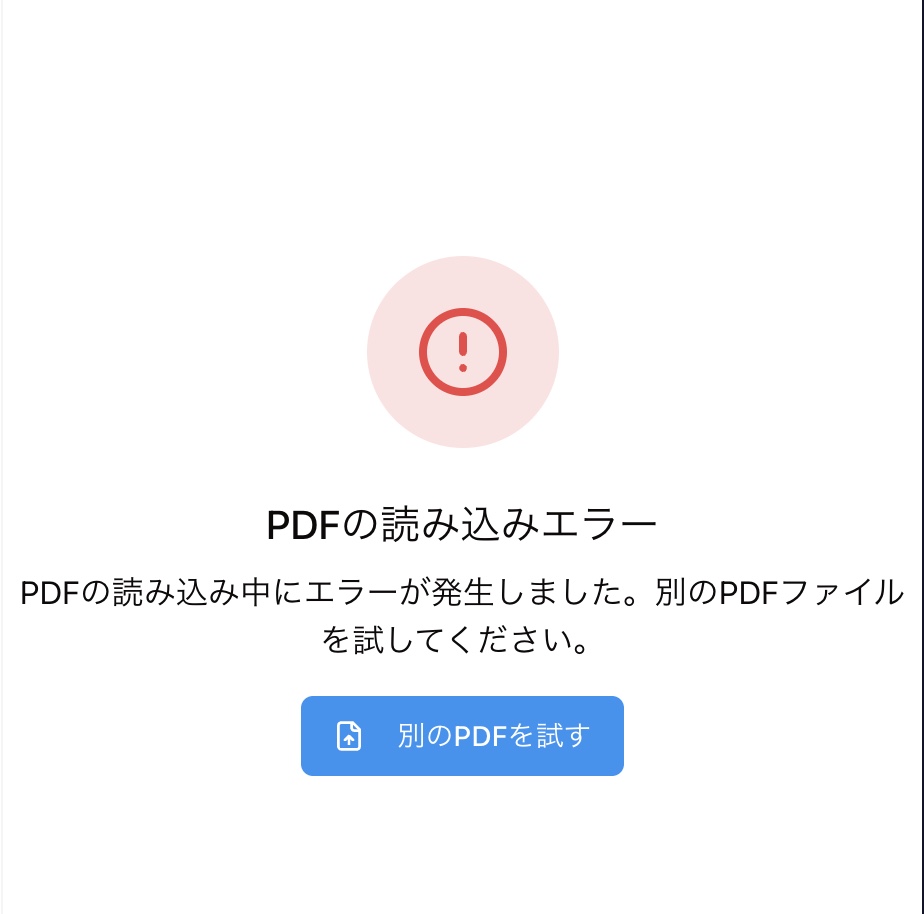 PDFの読み込みエラー
PDFの読み込み中にエラーが発生しました。別のPDFファイル
を試してください。
別のPDFを試す